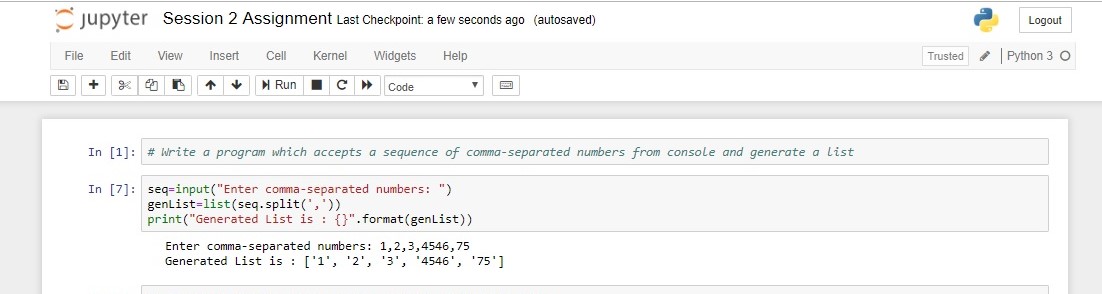 jupyter Session 2 Assignment Last Checkpoint: a few seconds ago (autosaved) Logout
File Edit View Insert Cell Kernel Widgets Help Trusted Python 3
Run Code
In [1]: # Write a program which accepts a sequence of comma-separated numbers from console and generate a list
In [7]: seq=input("Enter comma-separated numbers: ")
genList=list(seq.split(','))
print("Generated List is : {}".format(genList))
Enter comma-separated numbers: 1,2,3,4546,75
Generated List is : ['1', '2', '3', '4546', '75']